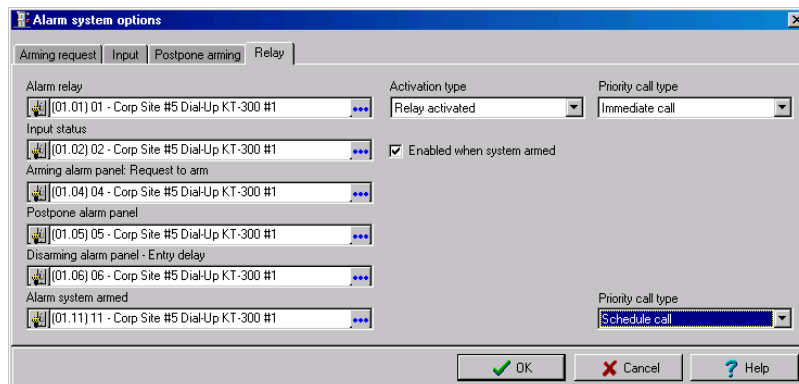 Alarm system options
Arming request Input Postpone arming Relay
Alarm relay Activation type Priority call type
(01.01) 01 - Corp Site #5 Dial-Up KT-300 #1 Relay activated Immediate call
Input status
(01.02) 02 - Corp Site #5 Dial-Up KT-300 #1 Enabled when system armed
Arming alarm panel: Request to arm
(01.04) 04 - Corp Site #5 Dial-Up KT-300 #1
Postpone alarm panel
(01.05) 05 - Corp Site #5 Dial-Up KT-300 #1
Disarming alarm panel - Entry delay
(01.06) 06 - Corp Site #5 Dial-Up KT-300 #1
Alarm system armed Priority call type
(01.11) 11 - Corp Site #5 Dial-Up KT-300 #1 Schedule call
OK Cancel ? Help